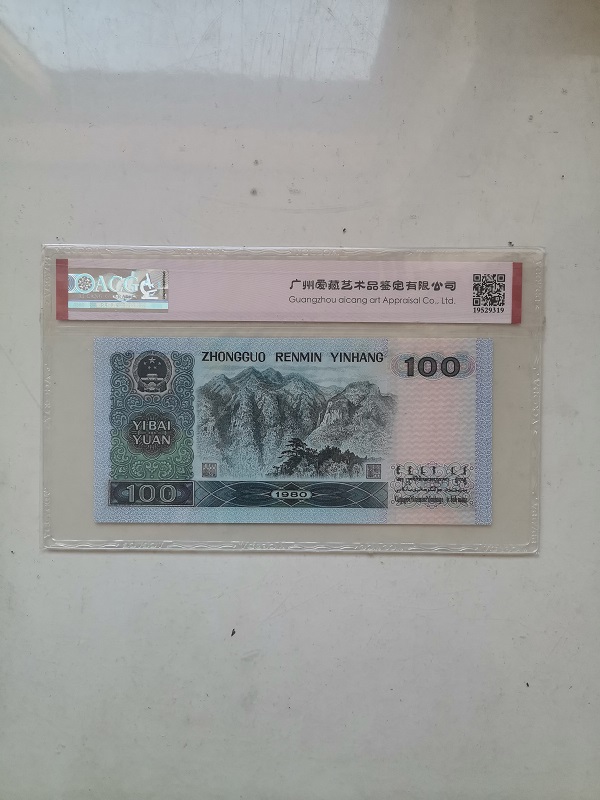 ACG
广州爱藏艺术品鉴定有限公司
Guangzhou aicang art Appraisal Co., Ltd.
19529319
ZHONGGUO RENMIN YINHANG
100
YIBAI
YUAN
100
1980